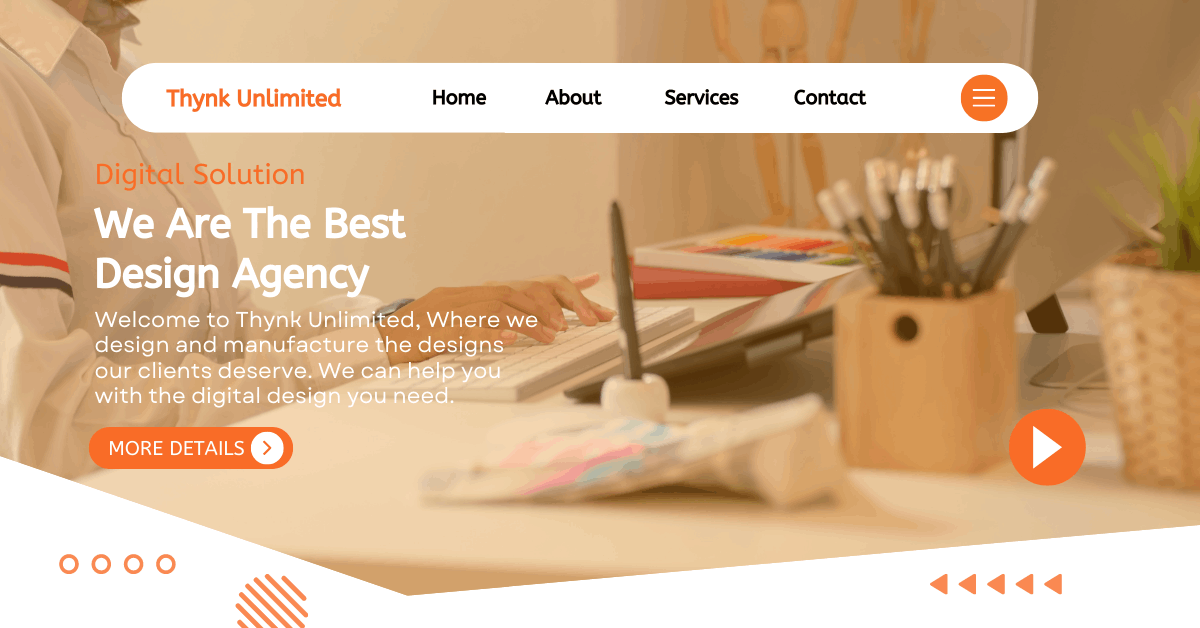 Thynk Unlimited
Home
About
Services
Contact
Digital Solution
We Are The Best
Design Agency
Welcome to Thynk Unlimited, Where we
design and manufacture the designs
our clients deserve. We can help you
with the digital design you need.
MORE DETAILS